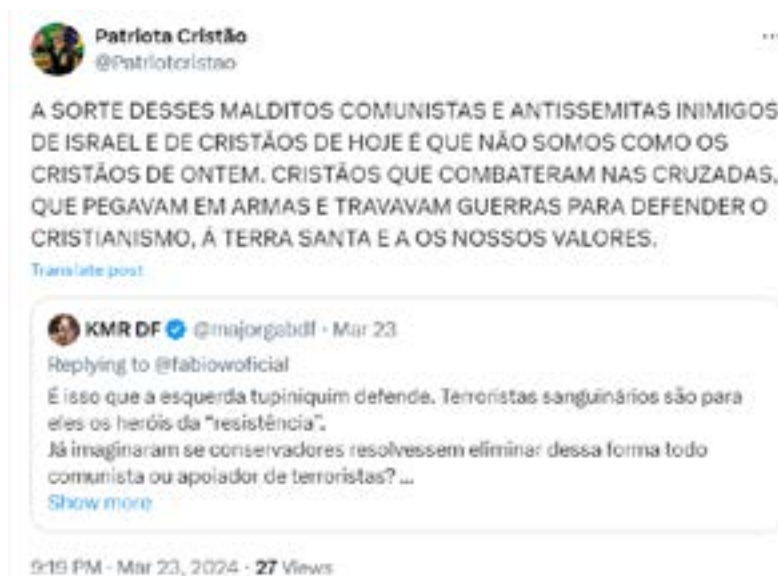 Patriota Cristão
@Patriotcristao
A SORTE DESSES MALDITOS COMUNISTAS E ANTISSEMITAS INIMIGOS
DE ISRAEL E DE CRISTÃOS DE HOJE É QUE NÃO SOMOS COMO OS
CRISTÃOS DE ONTEM. CRISTÃOS QUE COMBATERAM NAS CRUZADAS.
QUE PEGAVAM EM ARMAS E TRAVAVAM GUERRAS PARA DEFENDER O
CRISTIANISMO, Á TERRA SANTA E A OS NOSSOS VALORES.
Translate post
KMR DF @majorgabdf · Mar 23
Replying to @fabiowoficial
É isso que a esquerda tupiniquim defende. Terroristas sanguinários são para
eles os heróis da "resistência".
Já imaginaram se conservadores resolvessem eliminar dessa forma todo
comunista ou apoiador de terroristas? ...
Show more
9:19 PM · Mar 23, 2024 · 27 Views